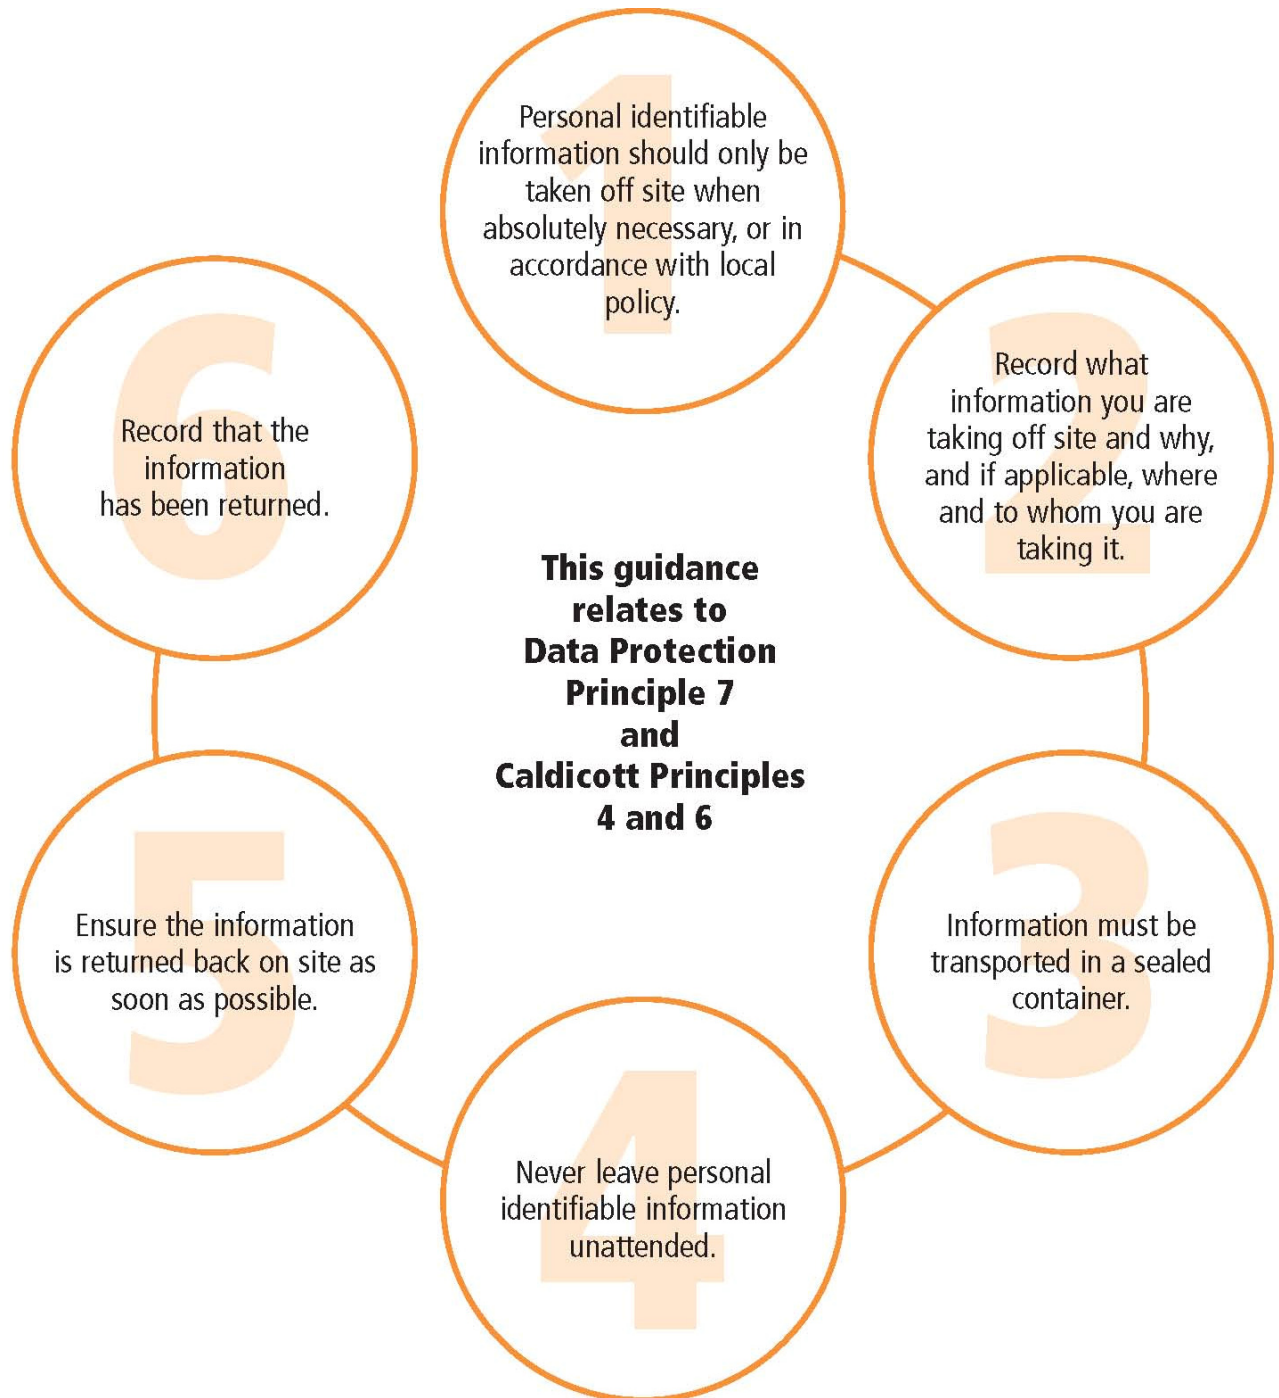 1
Personal identifiable
information should only be
taken off site when
absolutely necessary, or in
accordance with local
policy.
2
Record what
information you are
taking off site and why,
and if applicable, where
and to whom you are
taking it.
3
Information must be
transported in a sealed
container.
4
Never leave personal
identifiable information
unattended.
5
Ensure the information
is returned back on site as
soon as possible.
6
Record that the
information
has been returned.
This guidance
relates to
Data Protection
Principle 7
and
Caldicott Principles
4 and 6